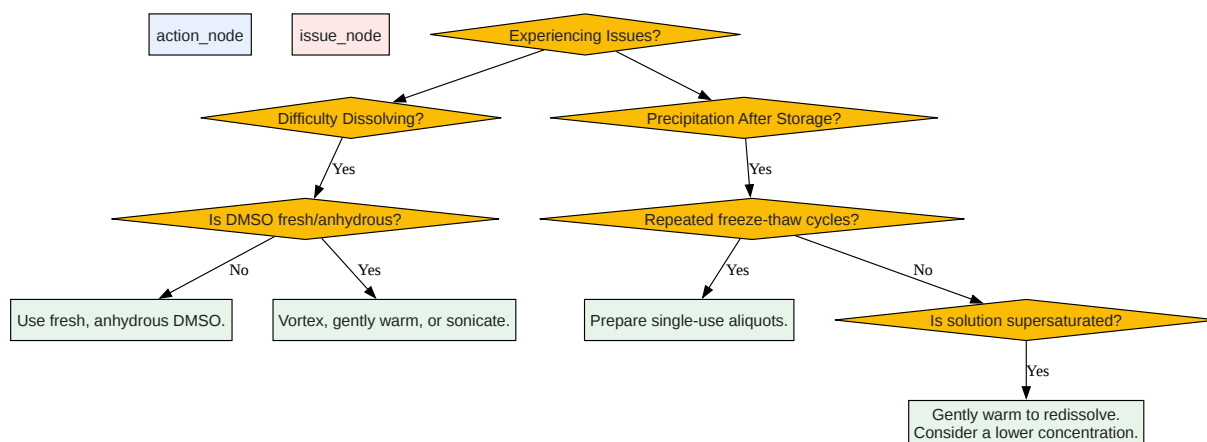 action_node
issue_node
Experiencing Issues?
Difficulty Dissolving?
Precipitation After Storage?
Yes
Yes
Is DMSO fresh/anhydrous?
Repeated freeze-thaw cycles?
No
Yes
Yes
No
Use fresh, anhydrous DMSO.
Vortex, gently warm, or sonicate.
Prepare single-use aliquots.
Is solution supersaturated?
Yes
Gently warm to redissolve.
Consider a lower concentration.